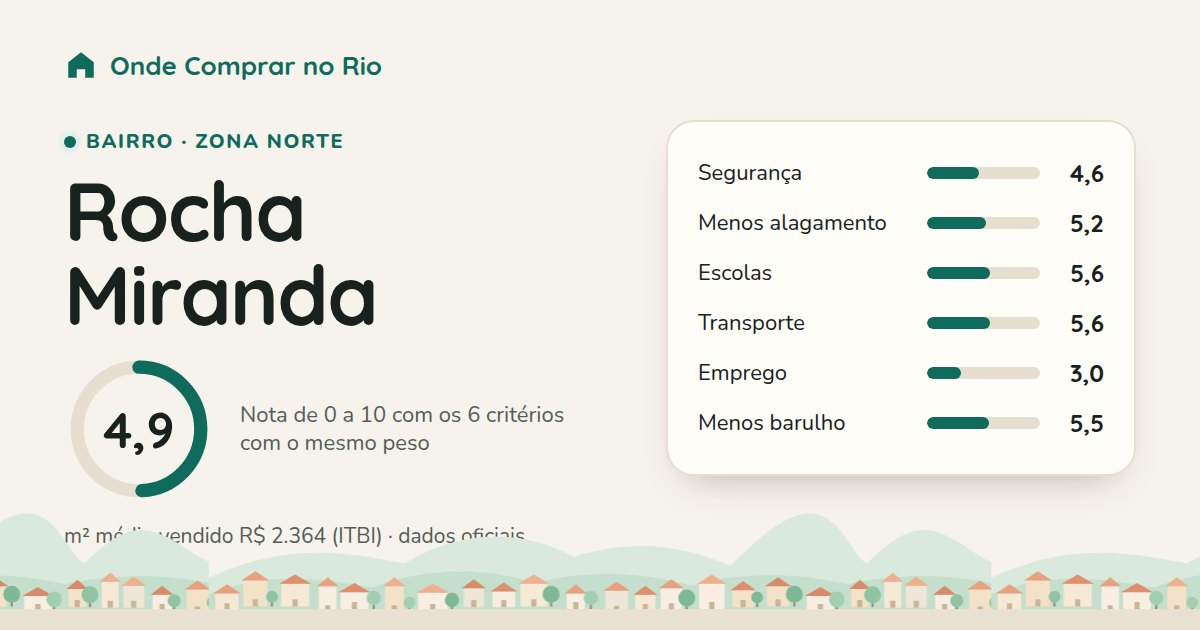 Onde Comprar no Rio
BAIRRO · ZONA NORTE
Rocha
Miranda
4,9
Nota de 0 a 10 com os 6 critérios
com o mesmo peso
m² médio vendido R$ 2.364 (ITBI) · dados oficiais
Segurança 4,6
Menos alagamento 5,2
Escolas 5,6
Transporte 5,6
Emprego 3,0
Menos barulho 5,5